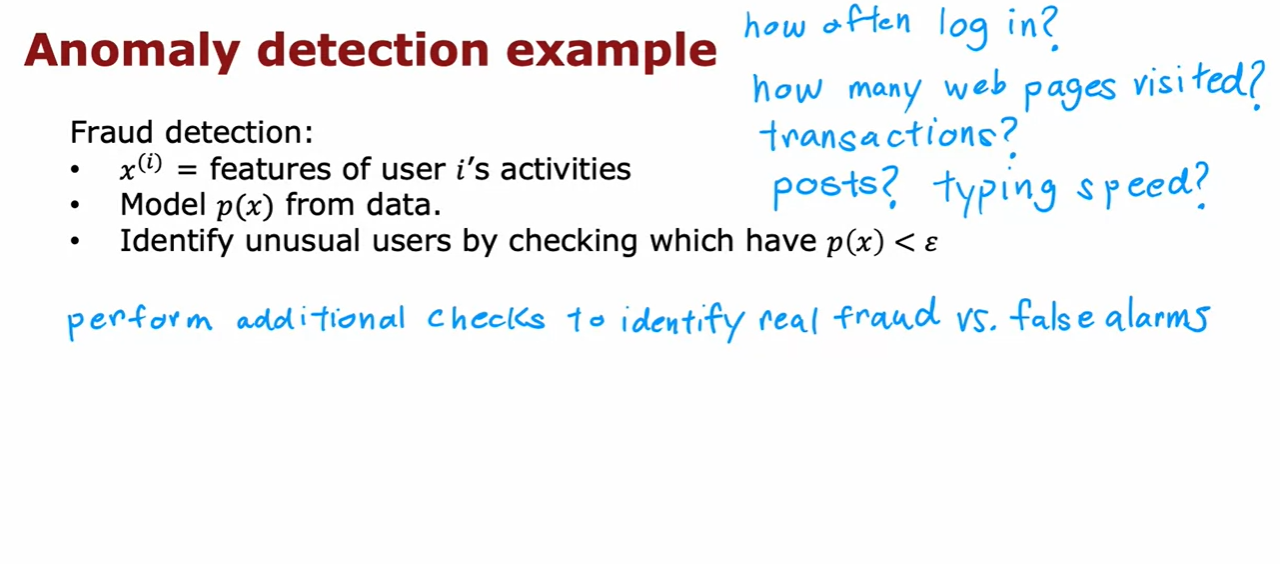 Anomaly detection example
how often log in?
how many web pages visited?
transactions?
posts? typing speed?
Fraud detection:
• x⁽ⁱ⁾ = features of user i's activities
• Model p(x) from data.
• Identify unusual users by checking which have p(x) < ε
perform additional checks to identify real fraud vs. false alarms